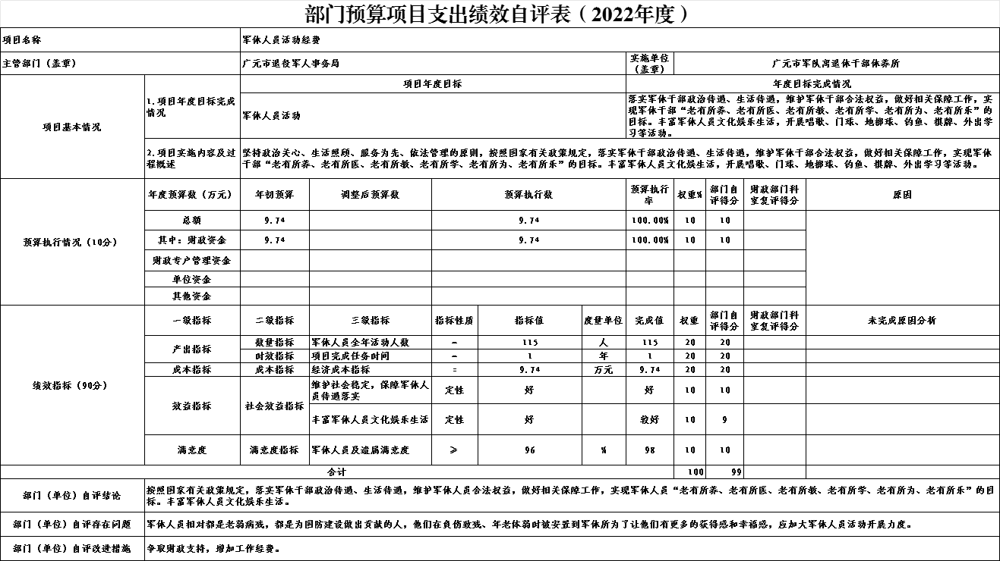 部门预算项目支出绩效自评表（2022年度）
项目名称
军休人员活动经费
主管部门（盖章）
广元市退役军人事务局
实施单位
（盖章）
广元市军队离退休干部休养所
项目基本情况
1.项目年度目标完成
情况
项目年度目标
年度目标完成情况
军休人员活动
落实军休干部政治待遇、生活待遇，维护军休干部合法权益，做好相关保障工作，实
现军休干部“老有所养、老有所医、老有所教、老有所学、老有所为、老有所乐”的
目标。丰富军休人员文化娱乐生活，开展唱歌、门球、地掷球、钓鱼、棋牌、外出学
习等活动。
2.项目实施内容及过
程概述
坚持政治关心、生活照顾、服务为先、依法管理的原则，按照国家有关政策规定，落实军休干部政治待遇、生活待遇，维护军休干部合法权益，做好相关保障工作，实现军休
干部“老有所养、老有所医、老有所教、老有所学、老有所为、老有所乐”的目标。丰富军休人员文化娱生活，开展唱歌、门球、地掷球、钓鱼、棋牌、外出学习等活动。
预算执行情况（10分）
年度预算数（万元）
年初预算
调整后预算数
预算执行数
预算执行
率
权重%
部门自
评得分
财政部门科
室复评得分
原因
总额
9.74
9.74
100.00%
10
10
其中：财政资金
9.74
9.74
100.00%
10
10
财政专户管理资金
单位资金
其他资金
绩效指标（90分）
一级指标
二级指标
三级指标
指标性质
指标值
度量单位
完成值
权重
部门自
评得分
财政部门科
室复评得分
未完成原因分析
产出指标
数量指标
军休人员全年活动人数
－
115
人
115
20
20
时效指标
项目完成任务时间
－
1
年
1
20
20
成本指标
成本指标
经济成本指标
=
9.74
万元
9.74
20
20
效益指标
社会效益指标
维护社会稳定，保障军休人
员待遇落实
定性
好
好
10
10
丰富军休人员文化娱乐生活
定性
好
较好
10
9
满意度
满意度指标
军休人员及遗属满意度
≥
96
%
98
10
10
合计
100
99
部门（单位）自评结论
按照国家有关政策规定，落实军休干部政治待遇、生活待遇，维护军休人员合法权益，做好相关保障工作，实现军休人员“老有所养、老有所医、老有所教、老有所学、老有所为、老有所乐”的目
标。丰富军休人员文化娱乐生活。
部门（单位）自评存在问题
军休人员相对都是老弱病残，都是为国防建设做出贡献的人，他们在负伤致残、年老体弱时被安置到军休所为了让他们有更多的获得感和幸福感，应加大军休人员活动开展力度。
部门（单位）自评改进措施
争取财政支持，增加工作经费。